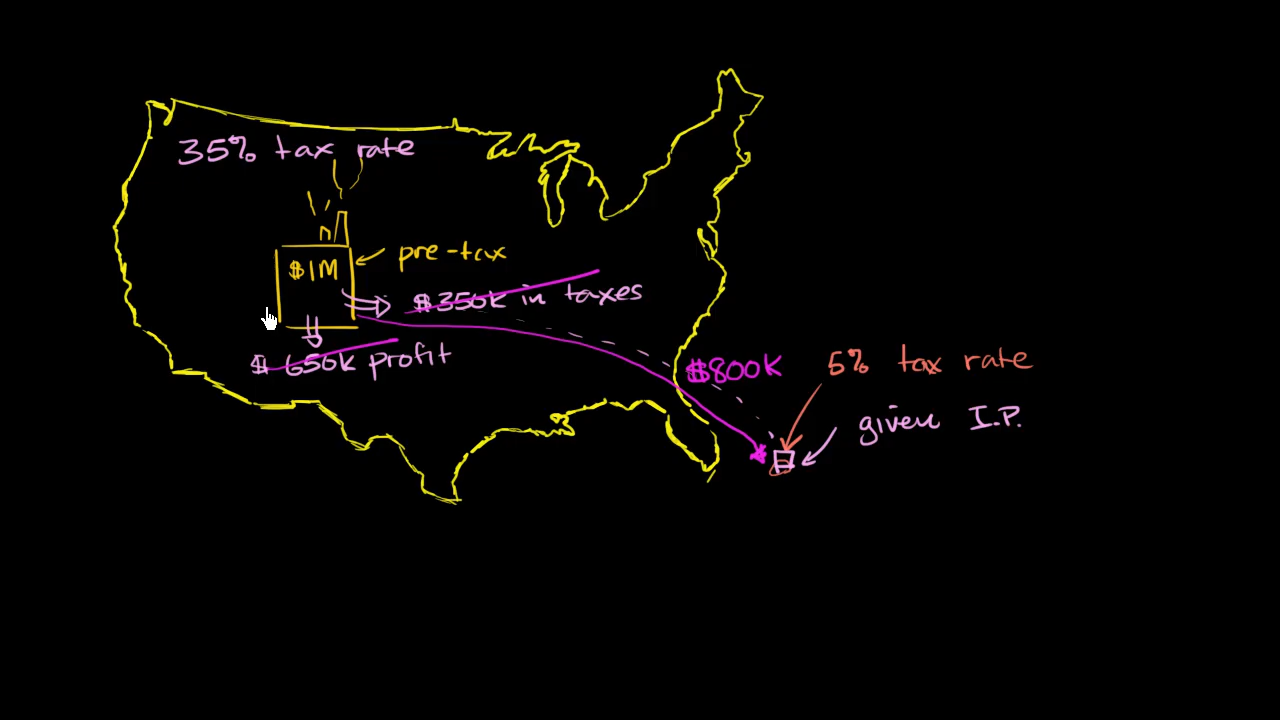 35% tax rate
$1M
pre-tax
$350K in taxes
$650K profit
$800K
5% tax rate
given I.P.